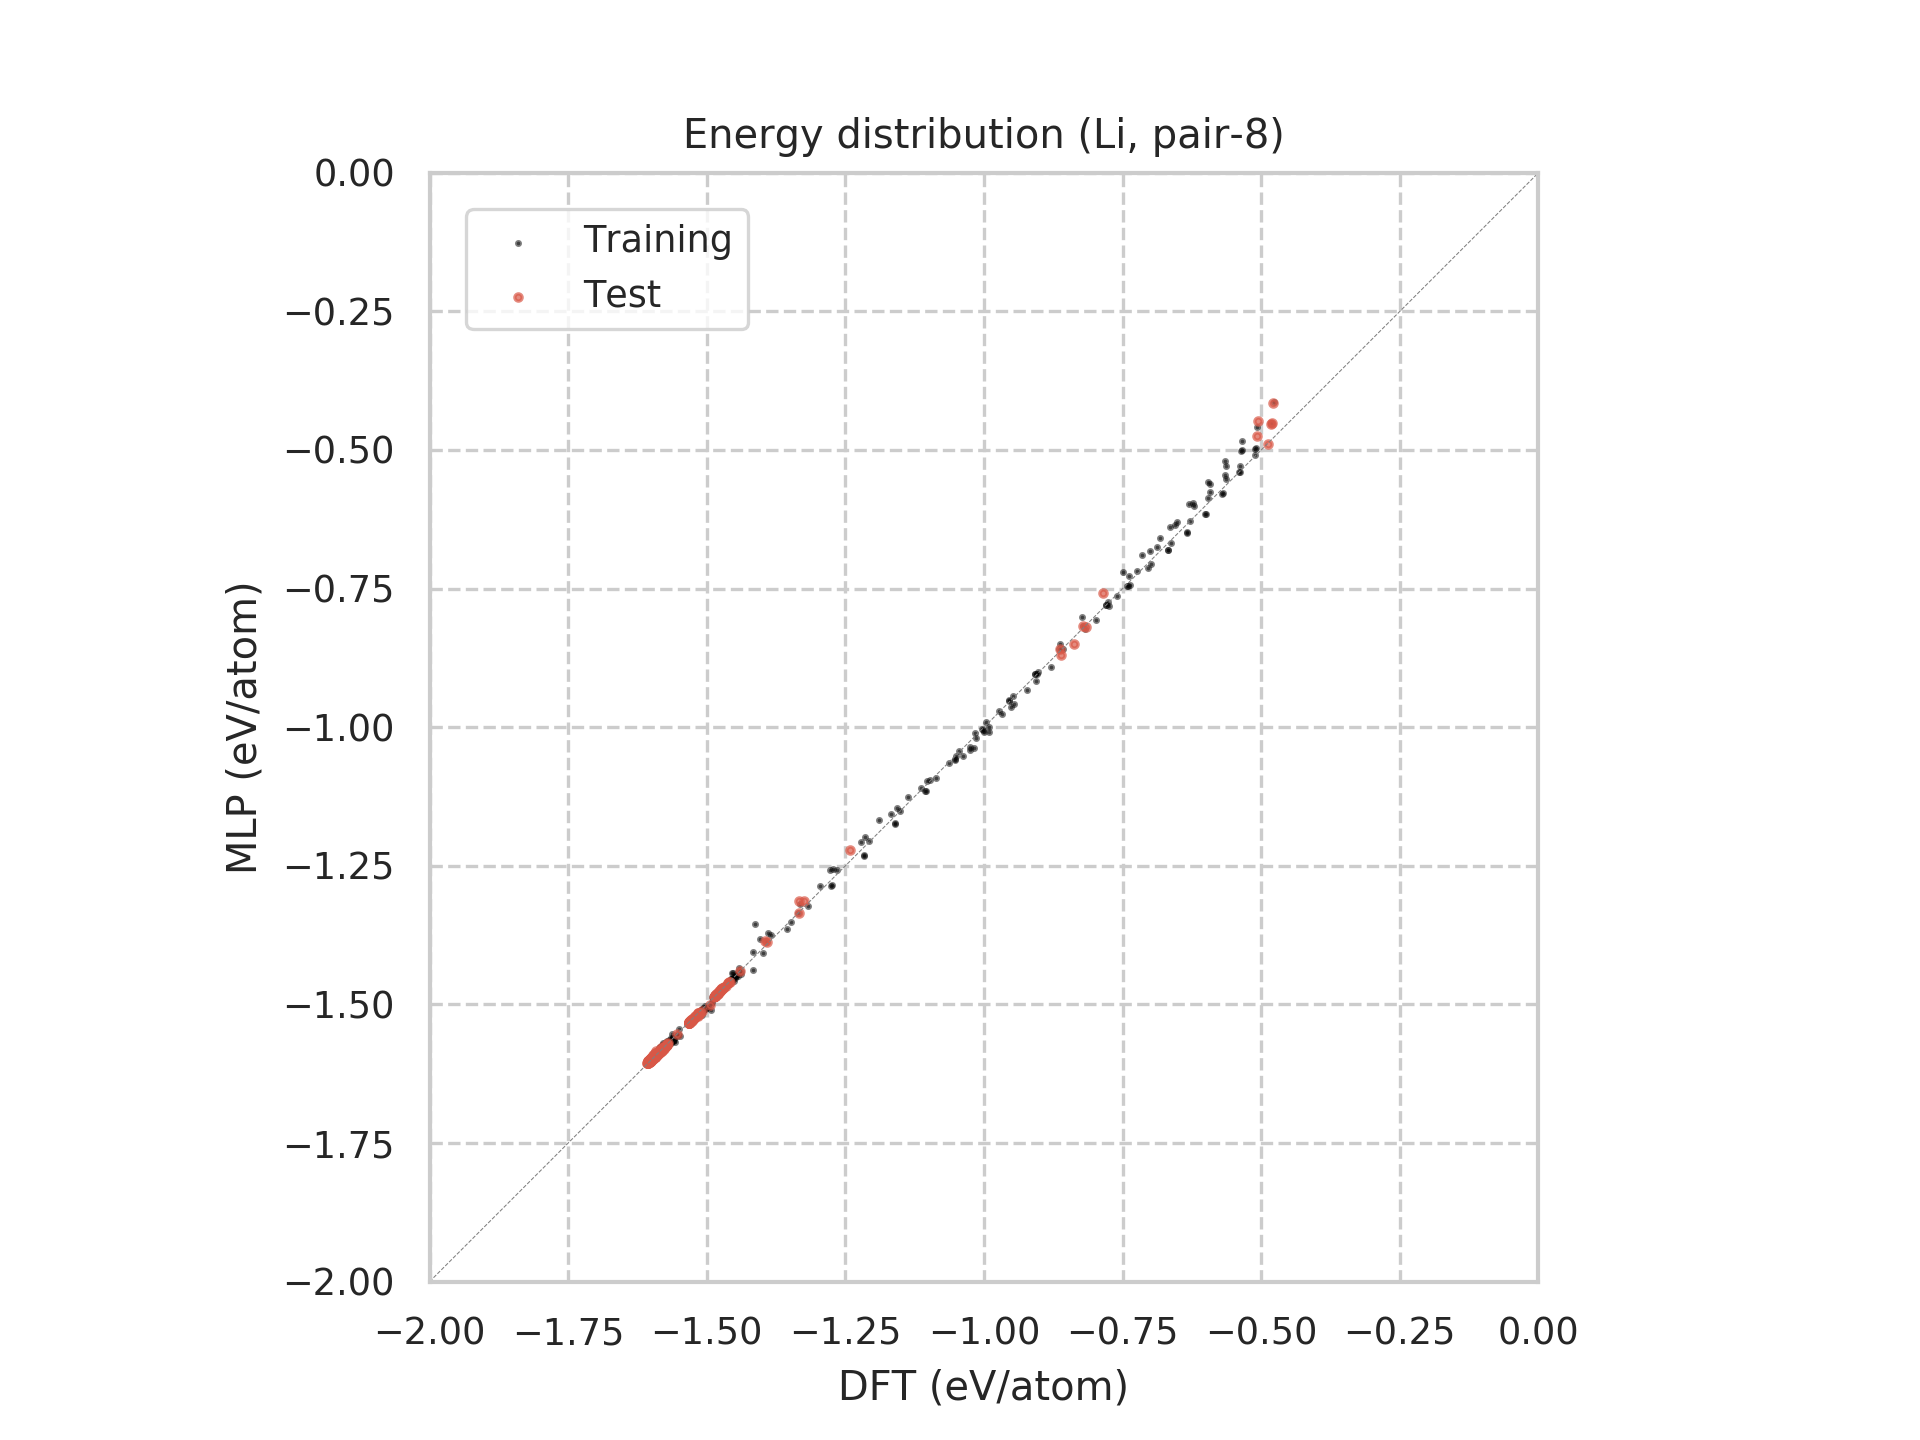 Energy distribution (Li, pair-8)
0.00
−0.25
−0.50
−0.75
−1.00
−1.25
−1.50
−1.75
−2.00
MLP (eV/atom)
Training
Test
−2.00 −1.75 −1.50 −1.25 −1.00 −0.75 −0.50 −0.25 0.00
DFT (eV/atom)